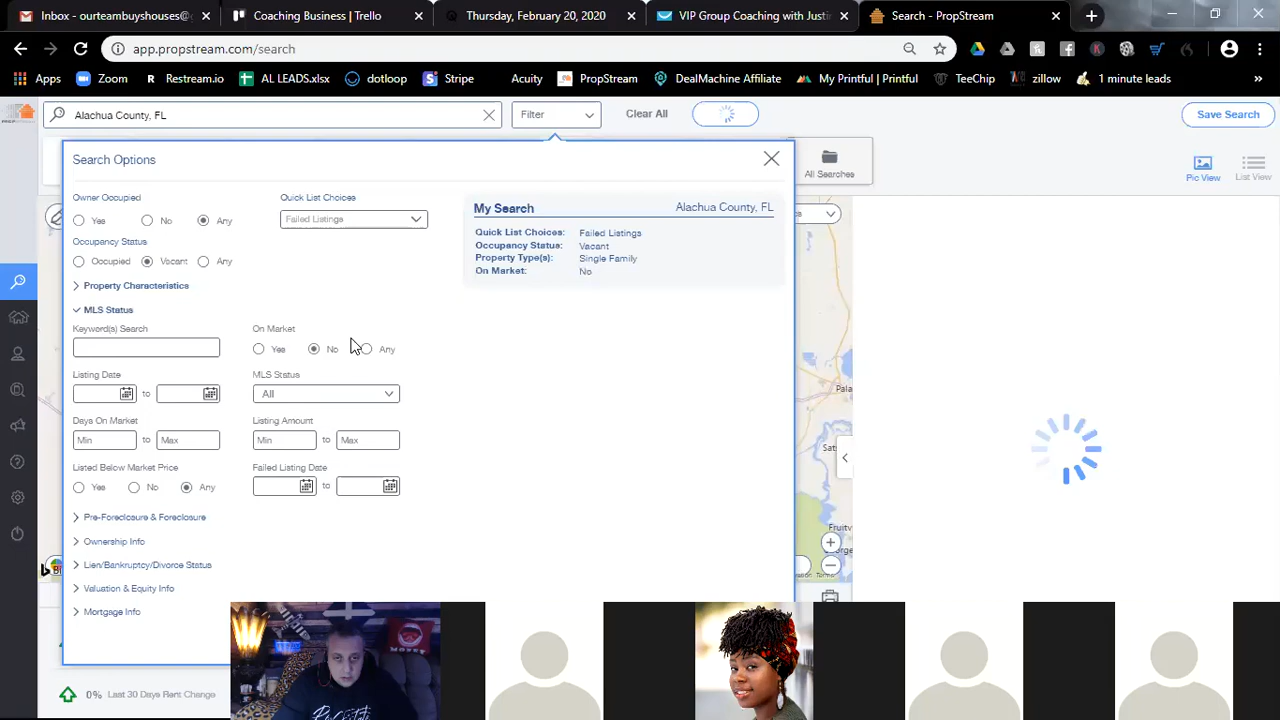 Inbox - ourteambuyshouses@g
Coaching Business | Trello
Thursday, February 20, 2020
VIP Group Coaching with Justi
Search - PropStream
app.propstream.com/search
Apps
Zoom
Restream.io
AL LEADS.xlsx
dotloop
Stripe
Acuity
PropStream
DealMachine Affiliate
My Printful | Printful
TeeChip
zillow
1 minute leads
Alachua County, FL
Filter
Clear All
Save Search
Search Options
All Searches
Pic View
List View
Owner Occupied
Yes
No
Any
Quick List Choices
Failed Listings
My Search
Alachua County, FL
Quick List Choices: Failed Listings
Occupancy Status: Vacant
Property Type(s): Single Family
On Market: No
Occupancy Status
Occupied
Vacant
Any
Property Characteristics
MLS Status
Keyword(s) Search
On Market
Yes
No
Any
Listing Date
to
MLS Status
All
Days On Market
Min
to
Max
Listing Amount
Min
to
Max
Listed Below Market Price
Yes
No
Any
Failed Listing Date
to
Pre-Foreclosure & Foreclosure
Ownership Info
Lien/Bankruptcy/Divorce Status
Valuation & Equity Info
Mortgage Info
Pala
Sats
Fruitv
0% Last 30 Days Rent Change
MONEY